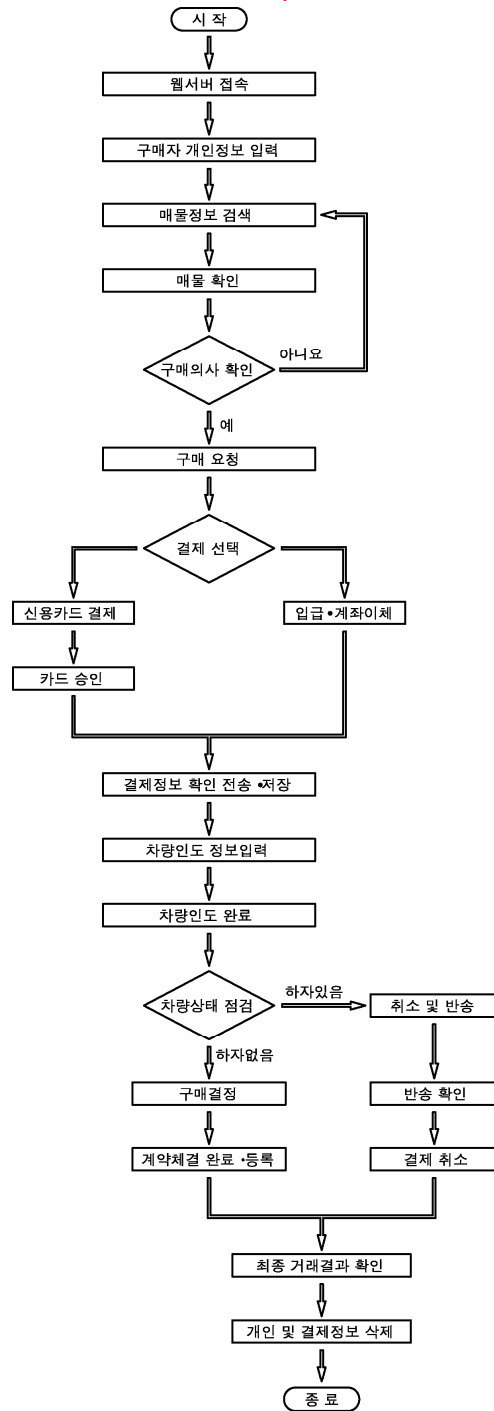 시 작
웹서버 접속
구매자 개인정보 입력
매물정보 검색
매물 확인
구매의사 확인
아니요
예
구매 요청
결제 선택
신용카드 결제
입급•계좌이체
카드 승인
결제정보 확인 전송 •저장
차량인도 정보입력
차량인도 완료
차량상태 점검
하자있음
취소 및 반송
하자없음
구매결정
반송 확인
계약체결 완료 •등록
결제 취소
최종 거래결과 확인
개인 및 결제정보 삭제
종 료